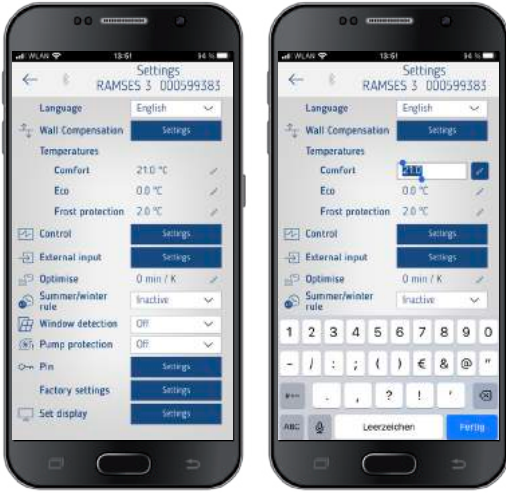 WLAN 13:51 94 %
Settings
RAMSES 3 000599383
Language English
Wall Compensation Settings
Temperatures
Comfort 21.0 °C
Eco 0.0 °C
Frost protection 2.0 °C
Control Settings
External input Settings
Optimise 0 min / K
Summer/winter
rule Inactive
Window detection Off
Pump protection Off
Pin Settings
Factory settings Settings
Set display Settings
WLAN 13:51 94 %
Settings
RAMSES 3 000599383
Language English
Wall Compensation Settings
Temperatures
Comfort 21.0
Eco 0.0 °C
Frost protection 2.0 °C
Control Settings
External input Settings
Optimise 0 min / K
Summer/winter
rule Inactive
1 2 3 4 5 6 7 8 9 0
- / : ; ( ) € & @ "
#+= . , ? ! '
ABC Leerzeichen Fertig